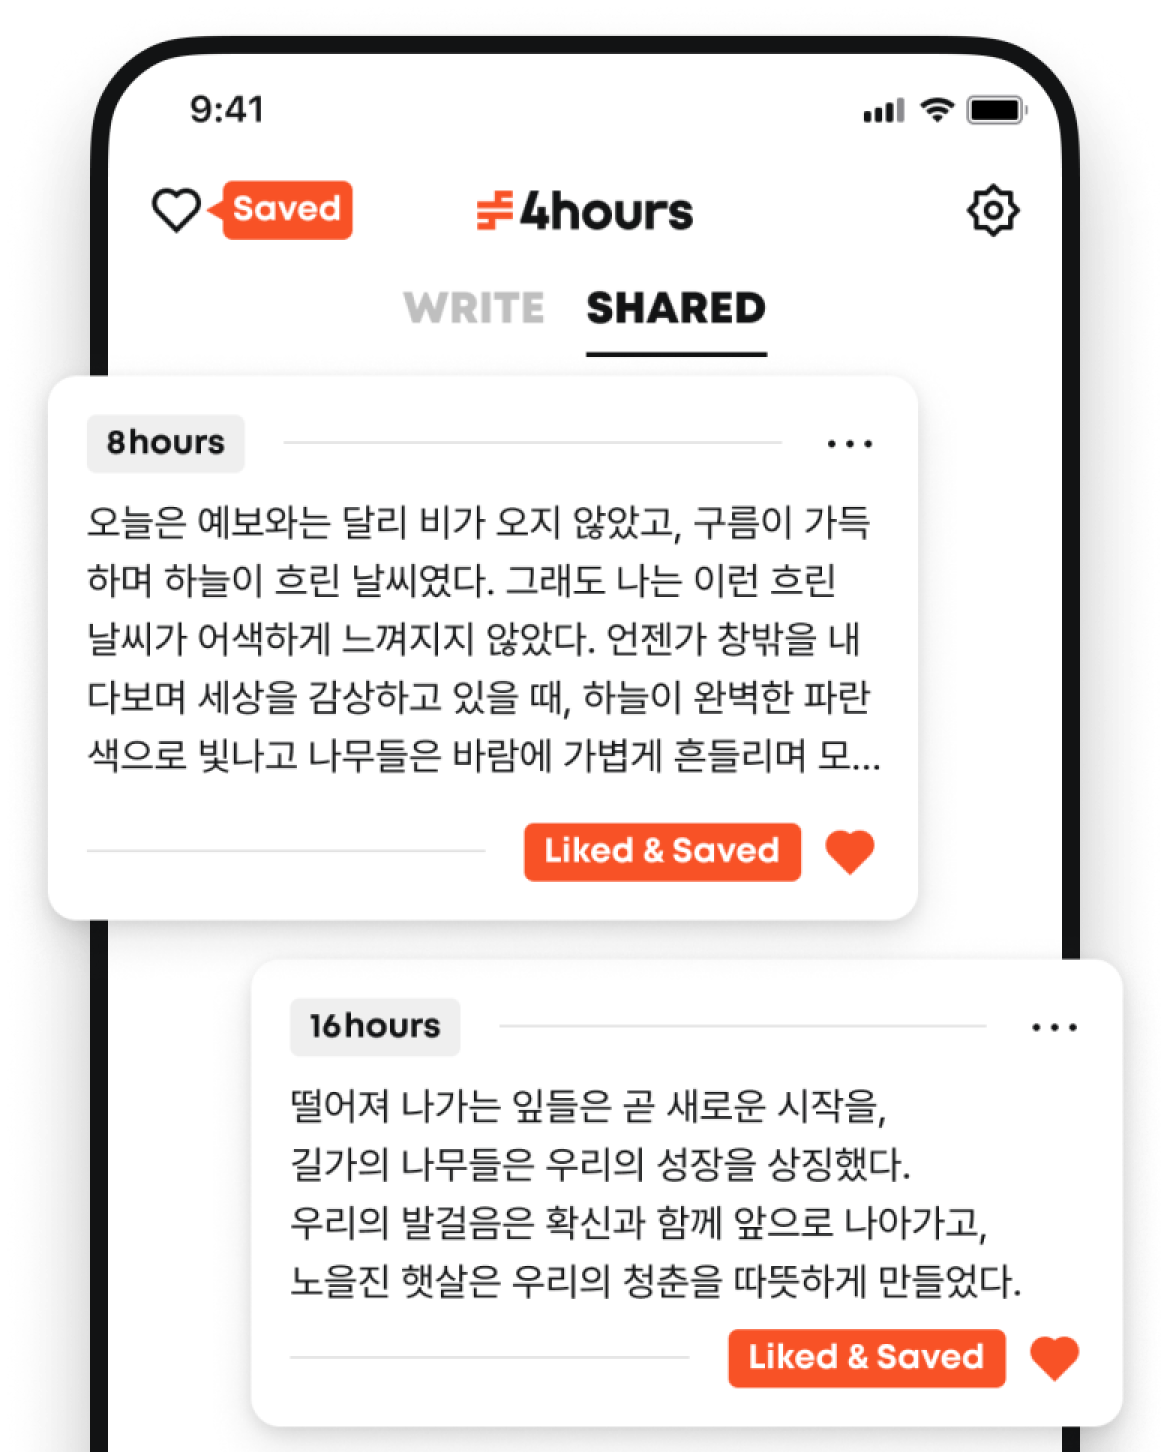 9:41
Saved
4hours
WRITE SHARED
8hours
오늘은 예보와는 달리 비가 오지 않았고, 구름이 가득
하며 하늘이 흐린 날씨였다. 그래도 나는 이런 흐린
날씨가 어색하게 느껴지지 않았다. 언젠가 창밖을 내
다보며 세상을 감상하고 있을 때, 하늘이 완벽한 파란
색으로 빛나고 나무들은 바람에 가볍게 흔들리며 모...
Liked & Saved
16hours
떨어져 나가는 잎들은 곧 새로운 시작을,
길가의 나무들은 우리의 성장을 상징했다.
우리의 발걸음은 확신과 함께 앞으로 나아가고,
노을진 햇살은 우리의 청춘을 따뜻하게 만들었다.
Liked & Saved